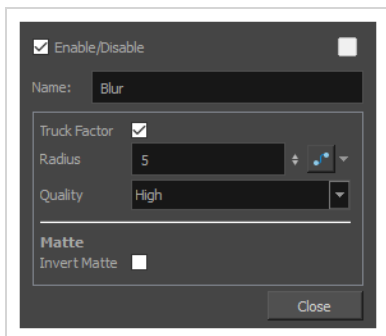 Enable/Disable
Name: Blur
Truck Factor
Radius 5
Quality High
Matte
Invert Matte
Close